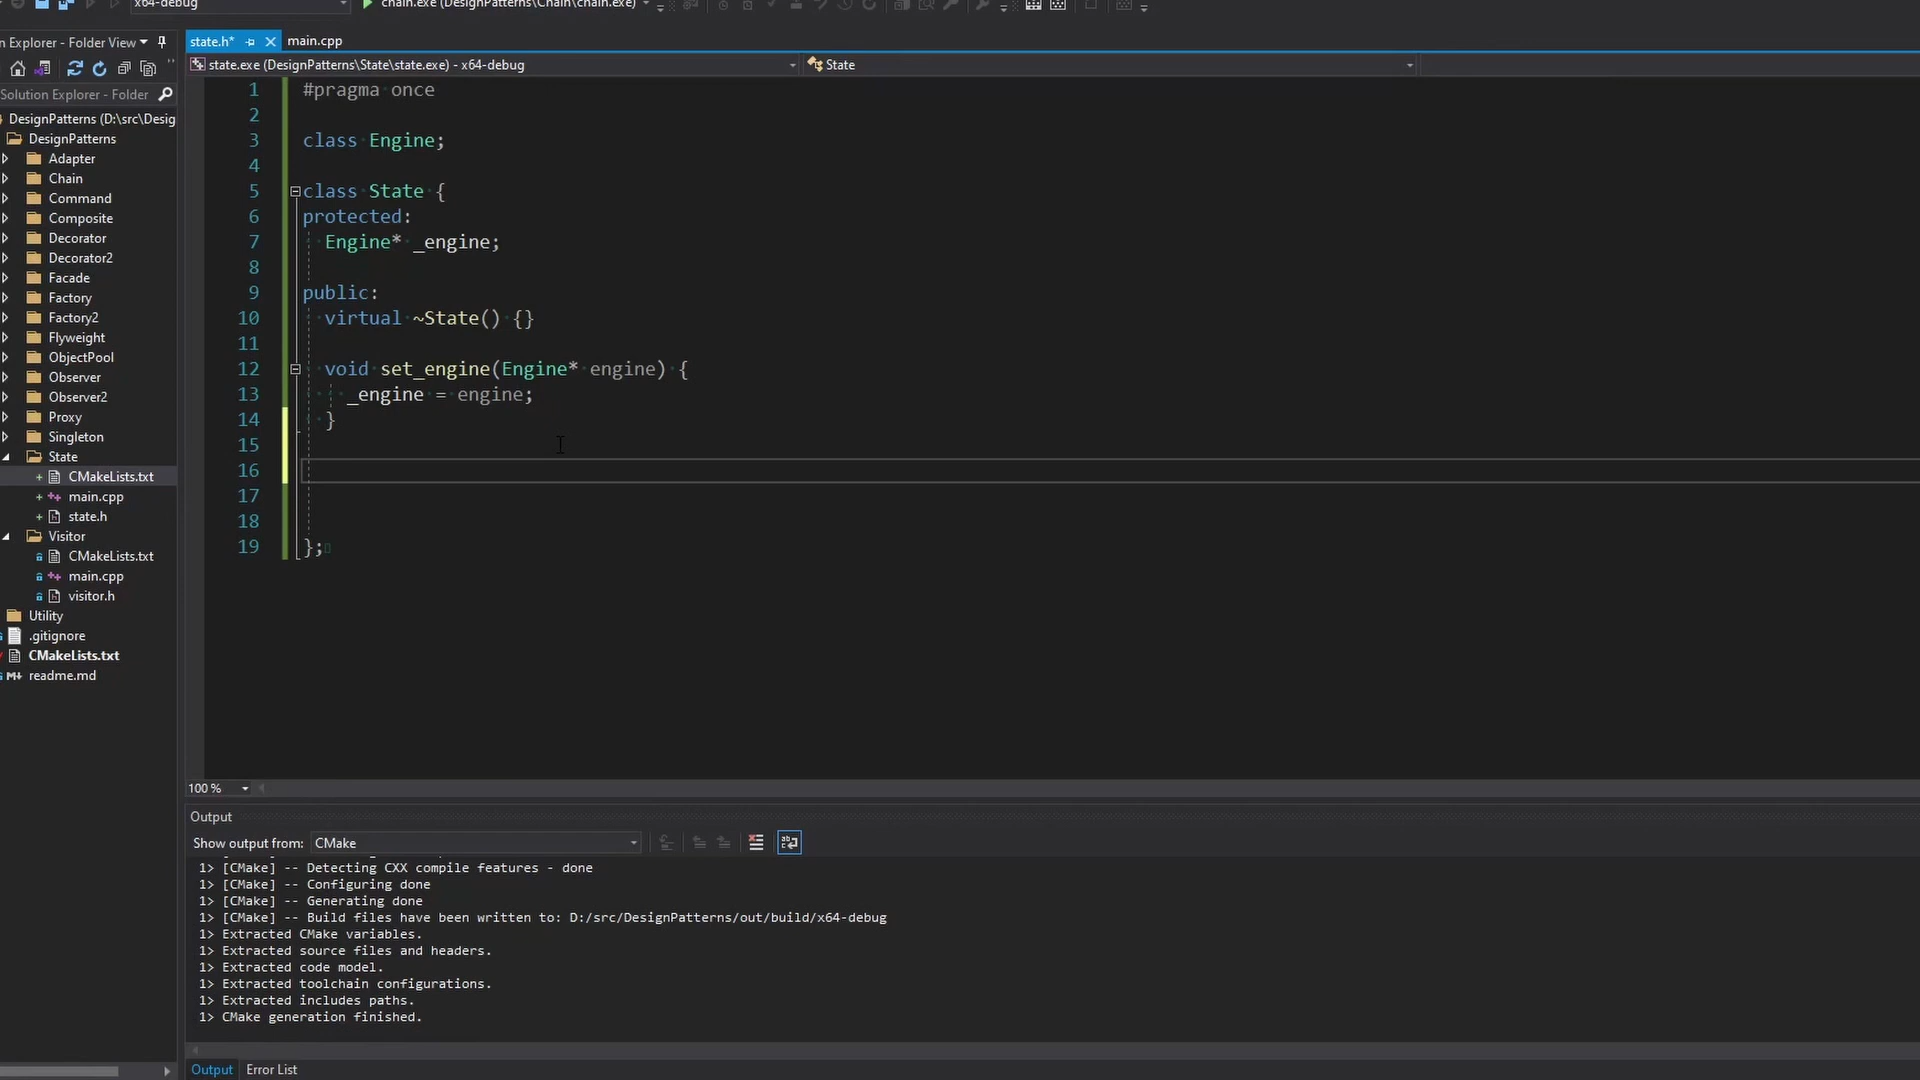 x64-debug
chain.exe (DesignPatterns\Chain\chain.exe)
n Explorer - Folder View
state.h*
main.cpp
state.exe (DesignPatterns\State\state.exe) - x64-debug
State
Solution Explorer - Folder
DesignPatterns (D:\src\Desig
DesignPatterns
Adapter
Chain
Command
Composite
Decorator
Decorator2
Facade
Factory
Factory2
Flyweight
ObjectPool
Observer
Observer2
Proxy
Singleton
State
CMakeLists.txt
main.cpp
state.h
Visitor
CMakeLists.txt
main.cpp
visitor.h
Utility
.gitignore
CMakeLists.txt
readme.md
1 #pragma once
2
3 class Engine;
4
5 class State {
6 protected:
7 Engine* _engine;
8
9 public:
10 virtual ~State() {}
11
12 void set_engine(Engine* engine) {
13 _engine = engine;
14 }
15
16
17
18
19 };
100 %
Output
Show output from: CMake
1> [CMake] -- Detecting CXX compile features - done
1> [CMake] -- Configuring done
1> [CMake] -- Generating done
1> [CMake] -- Build files have been written to: D:/src/DesignPatterns/out/build/x64-debug
1> Extracted CMake variables.
1> Extracted source files and headers.
1> Extracted code model.
1> Extracted toolchain configurations.
1> Extracted includes paths.
1> CMake generation finished.
Output
Error List